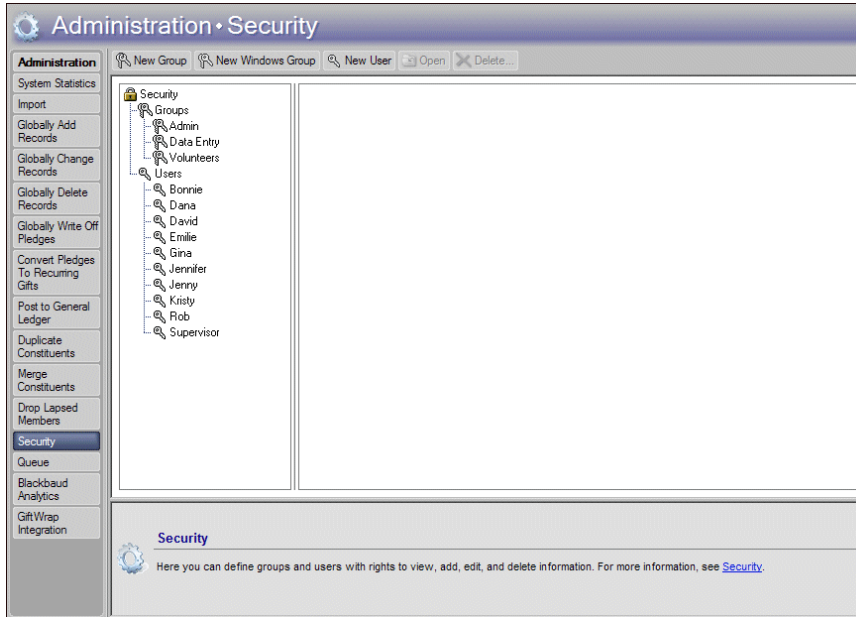 Administration • Security
Administration
System Statistics
Import
Globally Add
Records
Globally Change
Records
Globally Delete
Records
Globally Write Off
Pledges
Convert Pledges
To Recurring
Gifts
Post to General
Ledger
Duplicate
Constituents
Merge
Constituents
Drop Lapsed
Members
Security
Queue
Blackbaud
Analytics
GiftWrap
Integration
New Group New Windows Group New User Open Delete...
Security
Groups
Admin
Data Entry
Volunteers
Users
Bonnie
Dana
David
Emilie
Gina
Jennifer
Jenny
Kristy
Rob
Supervisor
Security
Here you can define groups and users with rights to view, add, edit, and delete information. For more information, see Security.